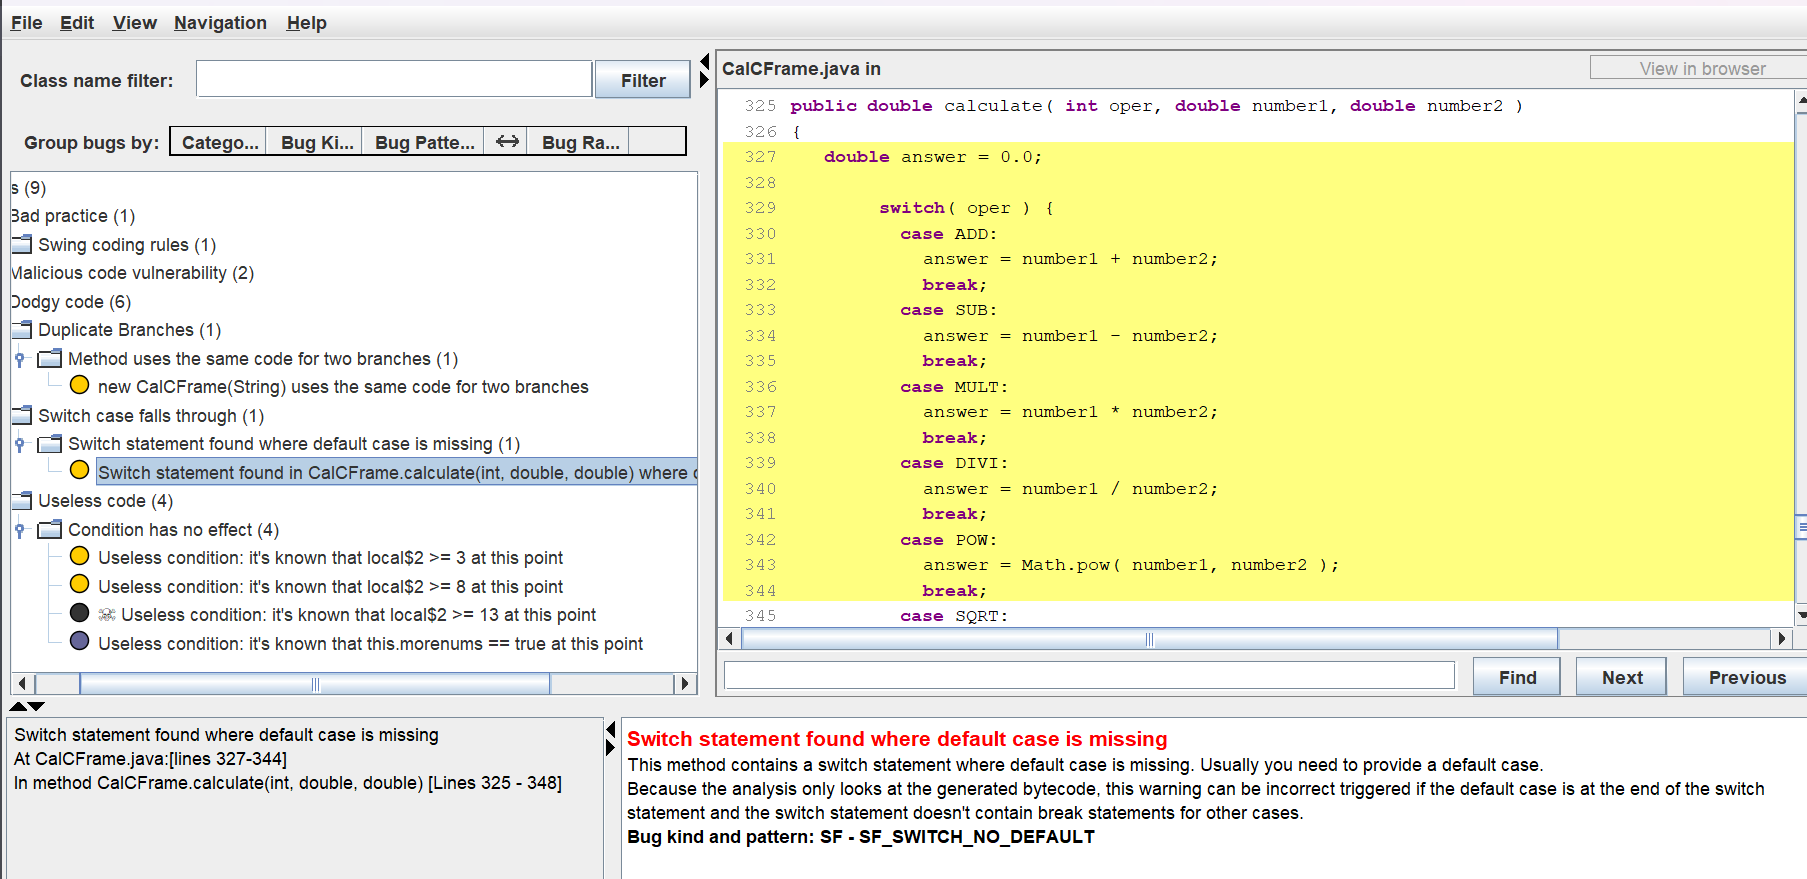 File Edit View Navigation Help
Class name filter: Filter
Group bugs by: Catego... Bug Ki... Bug Patte... Bug Ra...
s (9)
Bad practice (1)
Swing coding rules (1)
Malicious code vulnerability (2)
Dodgy code (6)
Duplicate Branches (1)
Method uses the same code for two branches (1)
new CalCFrame(String) uses the same code for two branches
Switch case falls through (1)
Switch statement found where default case is missing (1)
Switch statement found in CalCFrame.calculate(int, double, double) where
Useless code (4)
Condition has no effect (4)
Useless condition: it's known that local$2 >= 3 at this point
Useless condition: it's known that local$2 >= 8 at this point
Useless condition: it's known that local$2 >= 13 at this point
Useless condition: it's known that this.morenums == true at this point
CalCFrame.java in View in browser
325 public double calculate( int oper, double number1, double number2 )
326 {
327 double answer = 0.0;
328
329 switch( oper ) {
330 case ADD:
331 answer = number1 + number2;
332 break;
333 case SUB:
334 answer = number1 - number2;
335 break;
336 case MULT:
337 answer = number1 * number2;
338 break;
339 case DIVI:
340 answer = number1 / number2;
341 break;
342 case POW:
343 answer = Math.pow( number1, number2 );
344 break;
345 case SQRT:
Find Next Previous
Switch statement found where default case is missing
At CalCFrame.java:[lines 327-344]
In method CalCFrame.calculate(int, double, double) [Lines 325 - 348]
Switch statement found where default case is missing
This method contains a switch statement where default case is missing. Usually you need to provide a default case.
Because the analysis only looks at the generated bytecode, this warning can be incorrect triggered if the default case is at the end of the switch
statement and the switch statement doesn't contain break statements for other cases.
Bug kind and pattern: SF - SF_SWITCH_NO_DEFAULT